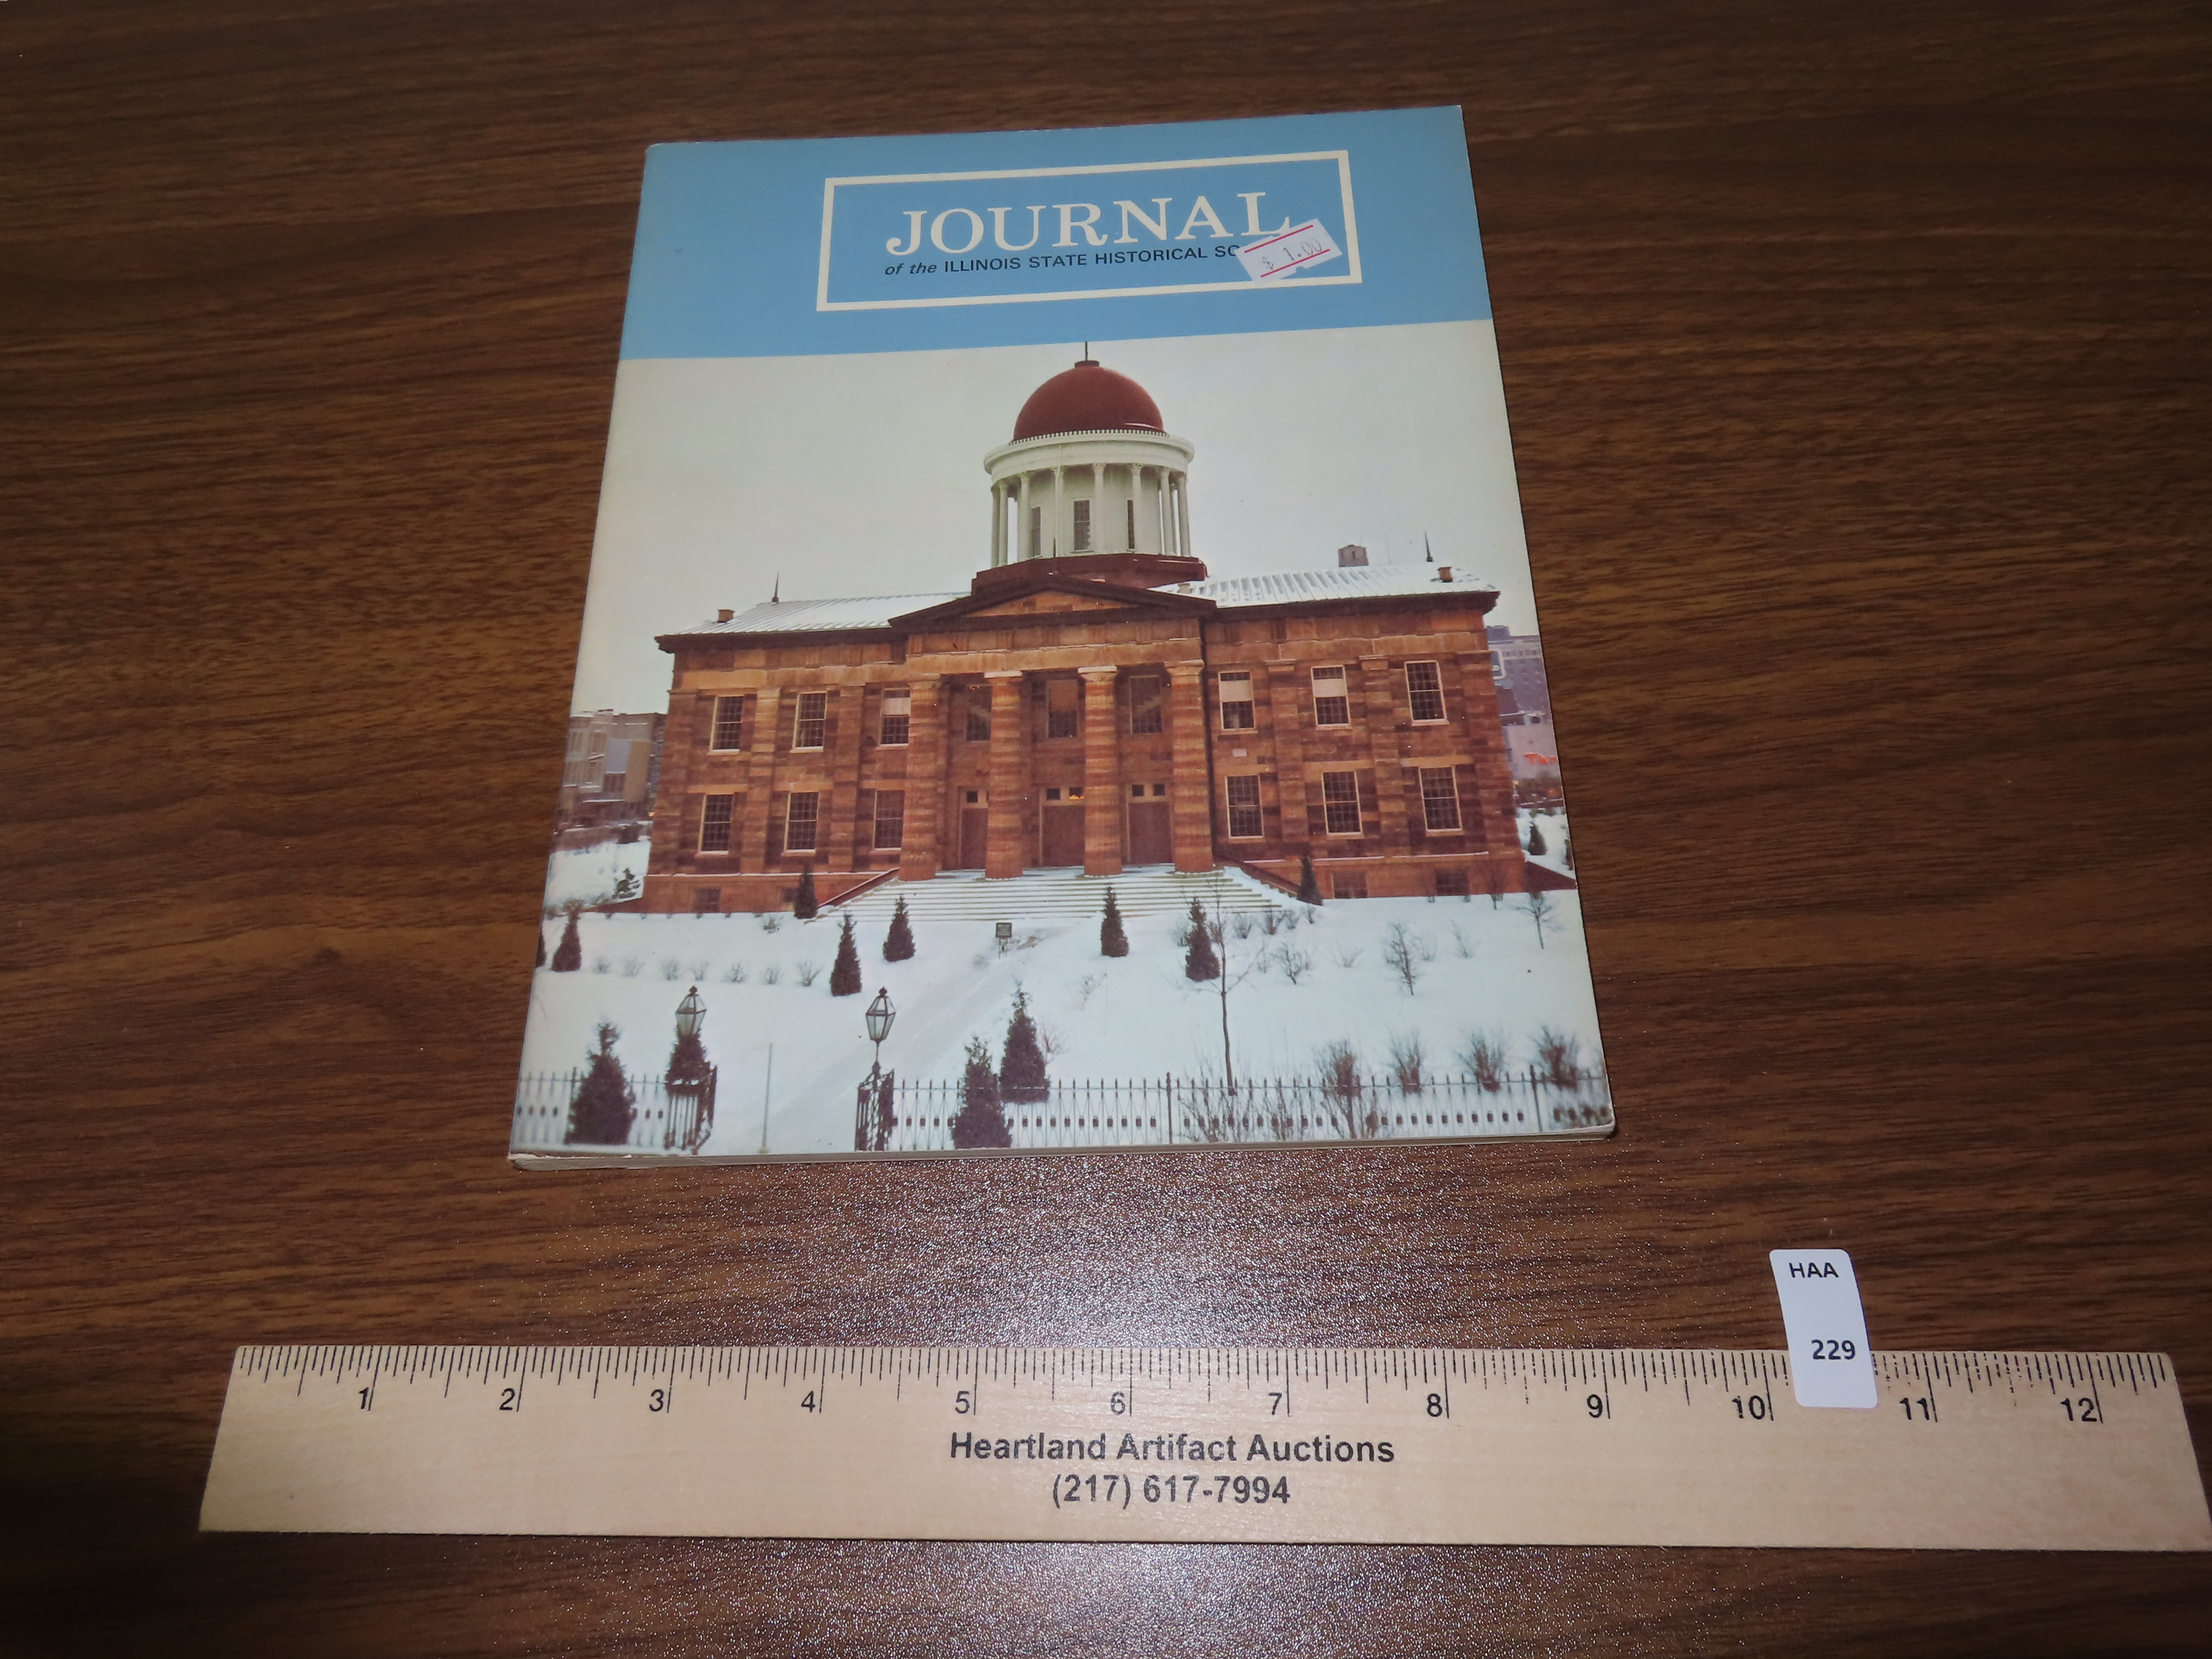 JOURNAL
of the ILLINOIS STATE HISTORICAL
$ 1.00
HAA
229
1 2 3 4 5 6 7 8 9 10 11 12
Heartland Artifact Auctions
(217) 617-7994